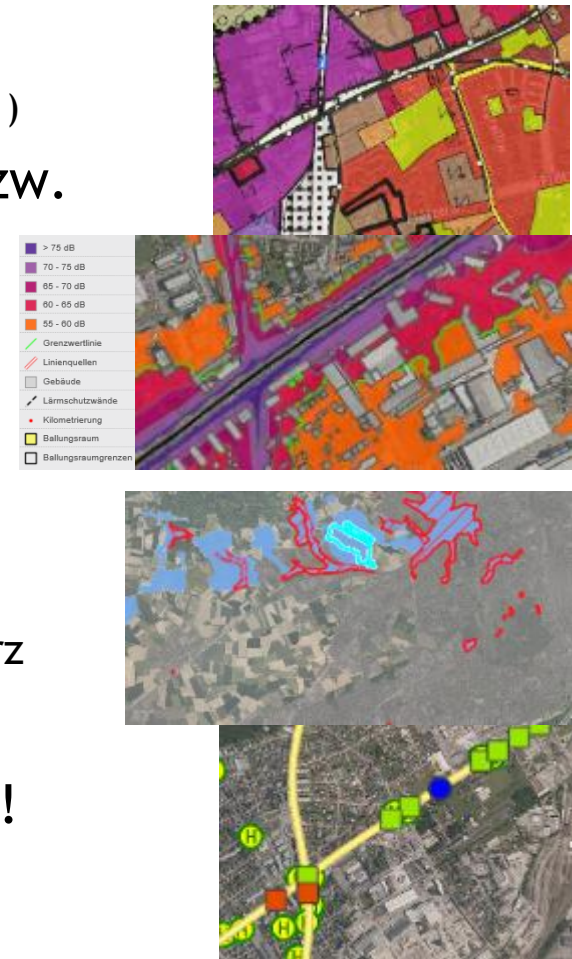 )
zw.
> 75 dB
70 - 75 dB
65 - 70 dB
60 - 65 dB
55 - 60 dB
Grenzwertlinie
Linienquellen
Gebäude
Lärmschutzwände
Kilometrierung
Ballungsraum
Ballungsraumgrenzen
rz
!
H
H
H
H
H